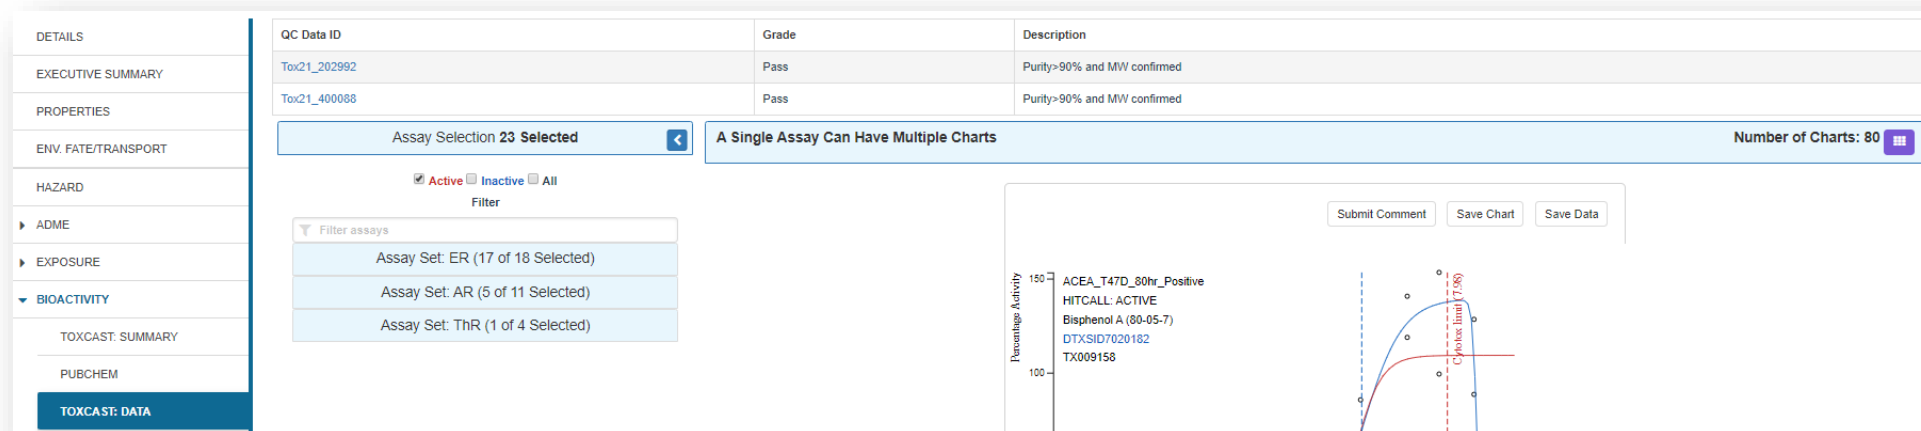 DETAILS
EXECUTIVE SUMMARY
PROPERTIES
ENV. FATE/TRANSPORT
HAZARD
ADME
EXPOSURE
BIOACTIVITY
TOXCAST: SUMMARY
PUBCHEM
TOXCAST: DATA
QC Data ID Grade Description
Tox21_202992 Pass Purity>90% and MW confirmed
Tox21_400088 Pass Purity>90% and MW confirmed
Assay Selection 23 Selected
Active Inactive All
Filter
Filter assays
Assay Set: ER (17 of 18 Selected)
Assay Set: AR (5 of 11 Selected)
Assay Set: ThR (1 of 4 Selected)
A Single Assay Can Have Multiple Charts Number of Charts: 80
Submit Comment Save Chart Save Data
Percentage Activity
150
100
ACEA_T47D_80hr_Positive
HITCALL: ACTIVE
Bisphenol A (80-05-7)
DTXSID7020182
TX009158
Cytotox limit (7.98)